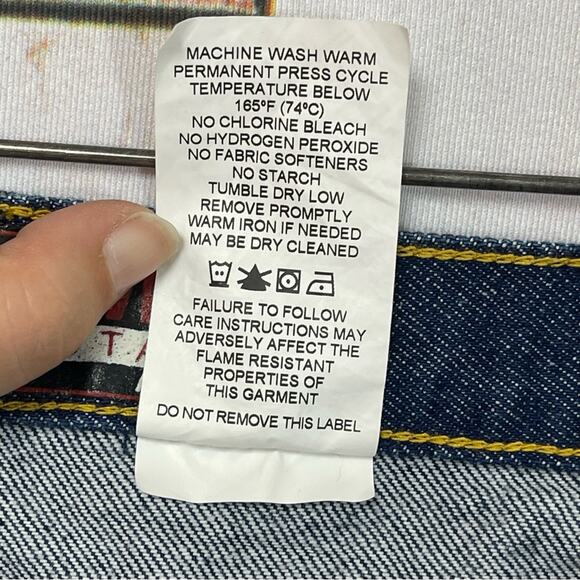 MACHINE WASH WARM
PERMANENT PRESS CYCLE
TEMPERATURE BELOW
165ºF (74ºC)
NO CHLORINE BLEACH
NO HYDROGEN PEROXIDE
NO FABRIC SOFTENERS
NO STARCH
TUMBLE DRY LOW
REMOVE PROMPTLY
WARM IRON IF NEEDED
MAY BE DRY CLEANED
FAILURE TO FOLLOW
CARE INSTRUCTIONS MAY
ADVERSELY AFFECT THE
FLAME RESISTANT
PROPERTIES OF
THIS GARMENT
DO NOT REMOVE THIS LABEL